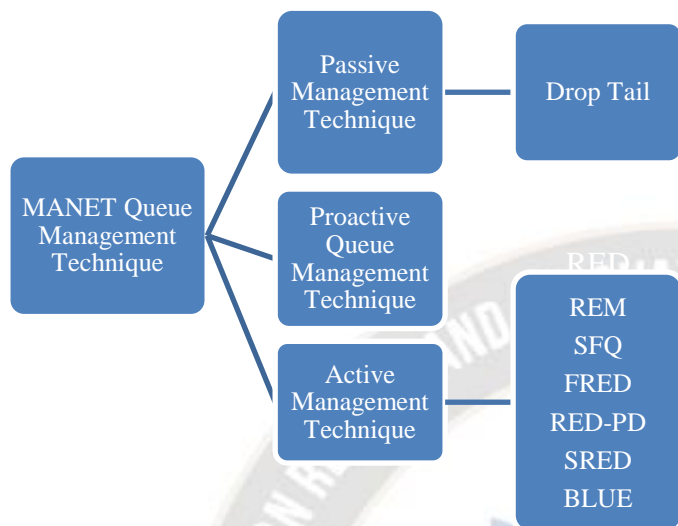 MANET Queue
Management
Technique
Passive
Management
Technique
Drop Tail
Proactive
Queue
Management
Technique
Active
Management
Technique
RED
REM
SFQ
FRED
RED-PD
SRED
BLUE